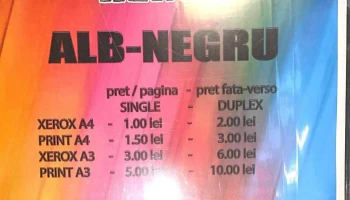 ALB-NEGRU
pret / pagina - pret fata-verso
SINGLE - DUPLEX
XEROX A4 - 1.00 lei - 2.00 lei
PRINT A4 - 1.50 lei - 3.00 lei
XEROX A3 - 3.00 lei - 6.00 lei
PRINT A3 - 5.00 lei - 10.00 lei